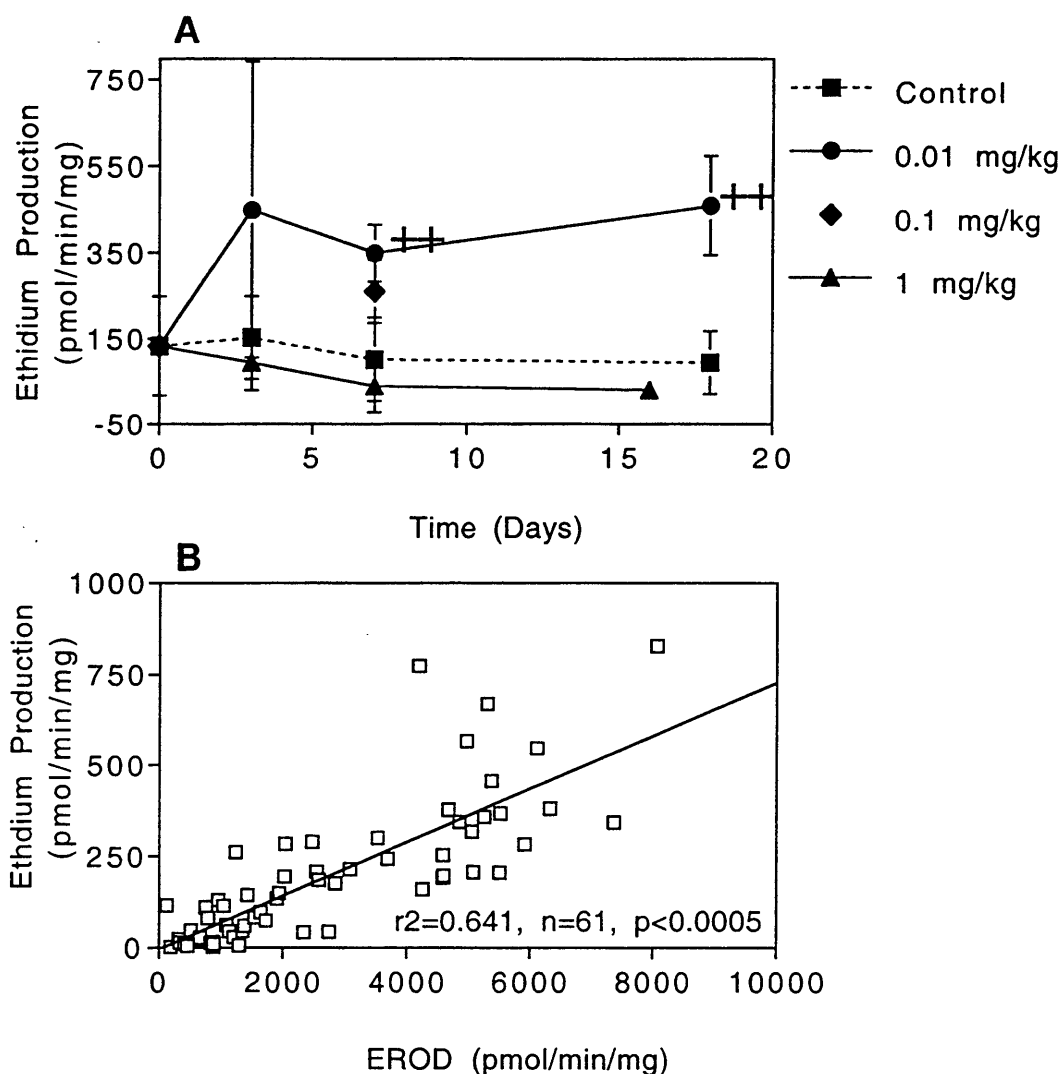 A
Ethidium Production
(pmol/min/mg)
750
550
350
150
-50
0
5
10
15
20
Time (Days)
Control
0.01 mg/kg
0.1 mg/kg
1 mg/kg
B
Ethdium Production
(pmol/min/mg)
1000
750
500
250
0
r2=0.641, n=61, p<0.0005
0
2000
4000
6000
8000
10000
EROD (pmol/min/mg)